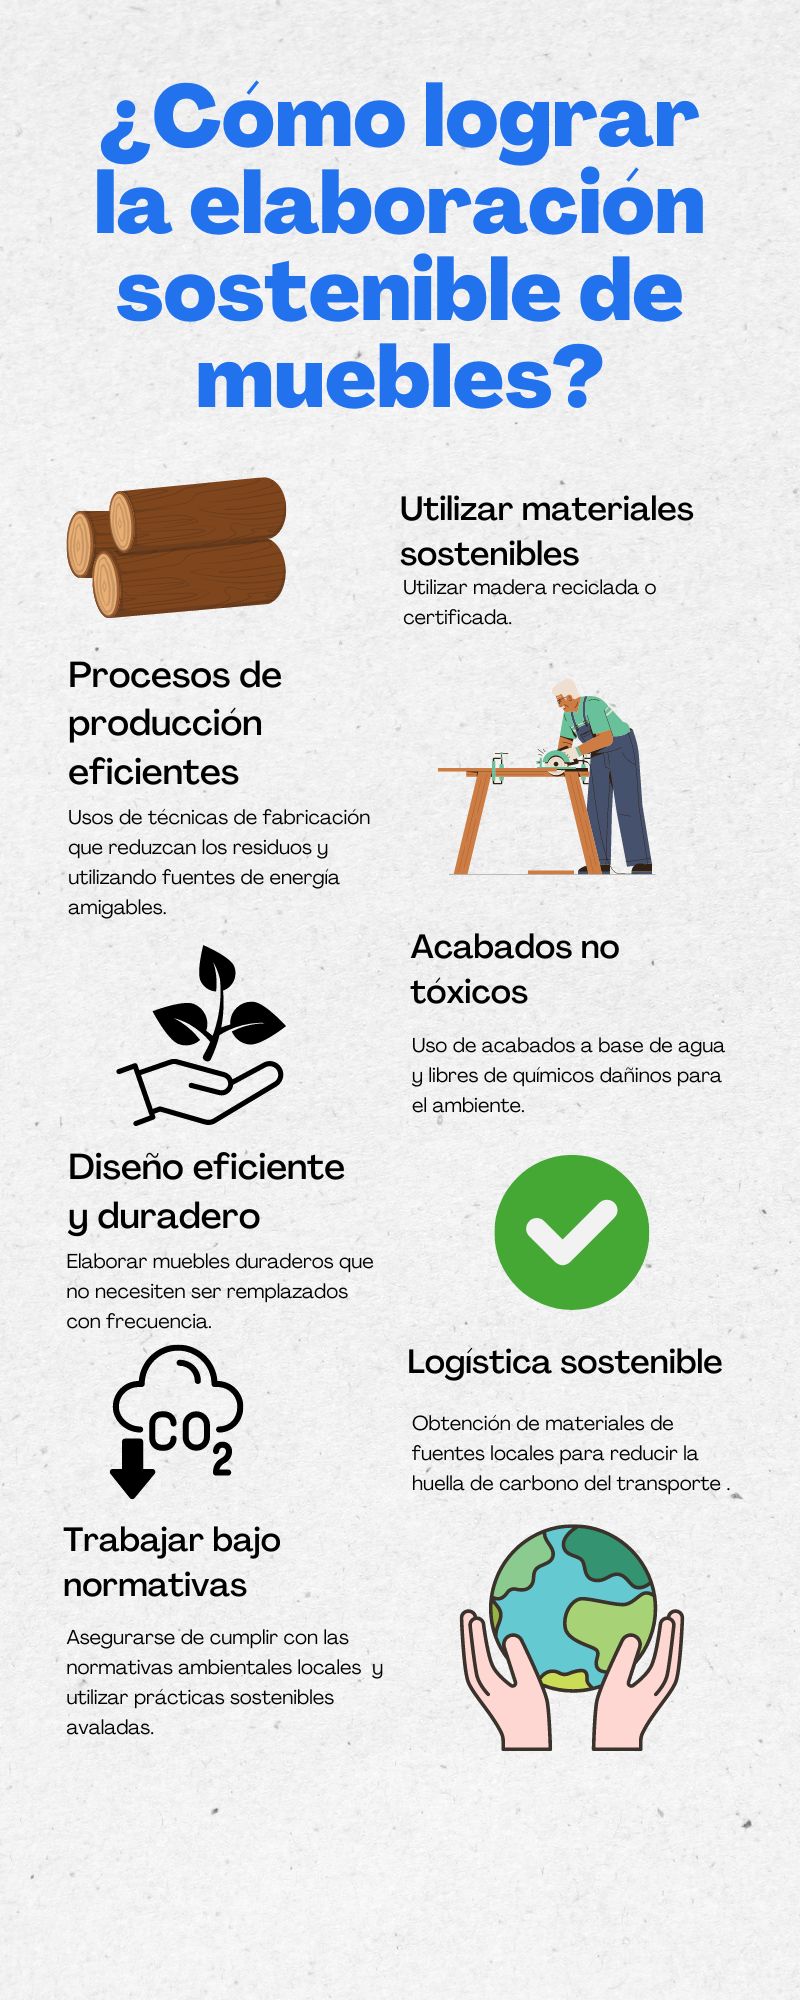 ¿Cómo lograr
la elaboración
sostenible de
muebles?
Utilizar materiales
sostenibles
Utilizar madera reciclada o
certificada.
Procesos de
producción
eficientes
Usos de técnicas de fabricación
que reduzcan los residuos y
utilizando fuentes de energía
amigables.
Acabados no
tóxicos
Uso de acabados a base de agua
y libres de químicos dañinos para
el ambiente.
Diseño eficiente
y duradero
Elaborar muebles duraderos que
no necesiten ser remplazados
con frecuencia.
CO2
Logística sostenible
Obtención de materiales de
fuentes locales para reducir la
huella de carbono del transporte .
Trabajar bajo
normativas
Asegurarse de cumplir con las
normativas ambientales locales  y
utilizar prácticas sostenibles
avaladas.